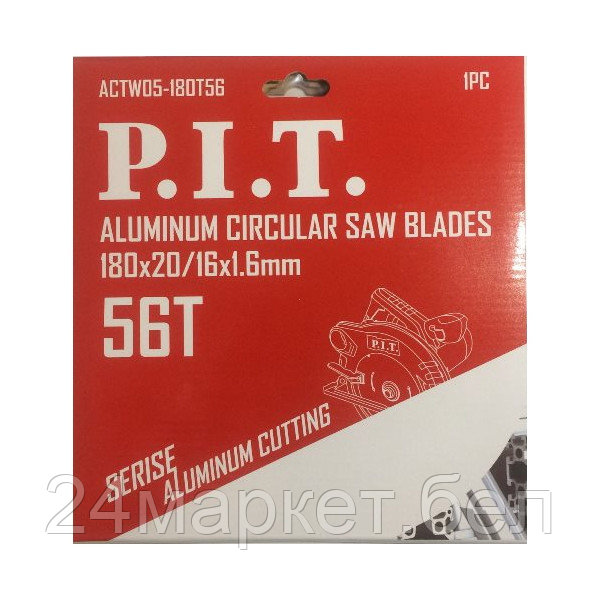 ACTW05-180T56
1PC
P.I.T.
ALUMINUM CIRCULAR SAW BLADES
180x20/16x1.6mm
56T
P.I.T.
SERISE
ALUMINUM CUTTING
24маркет.бел